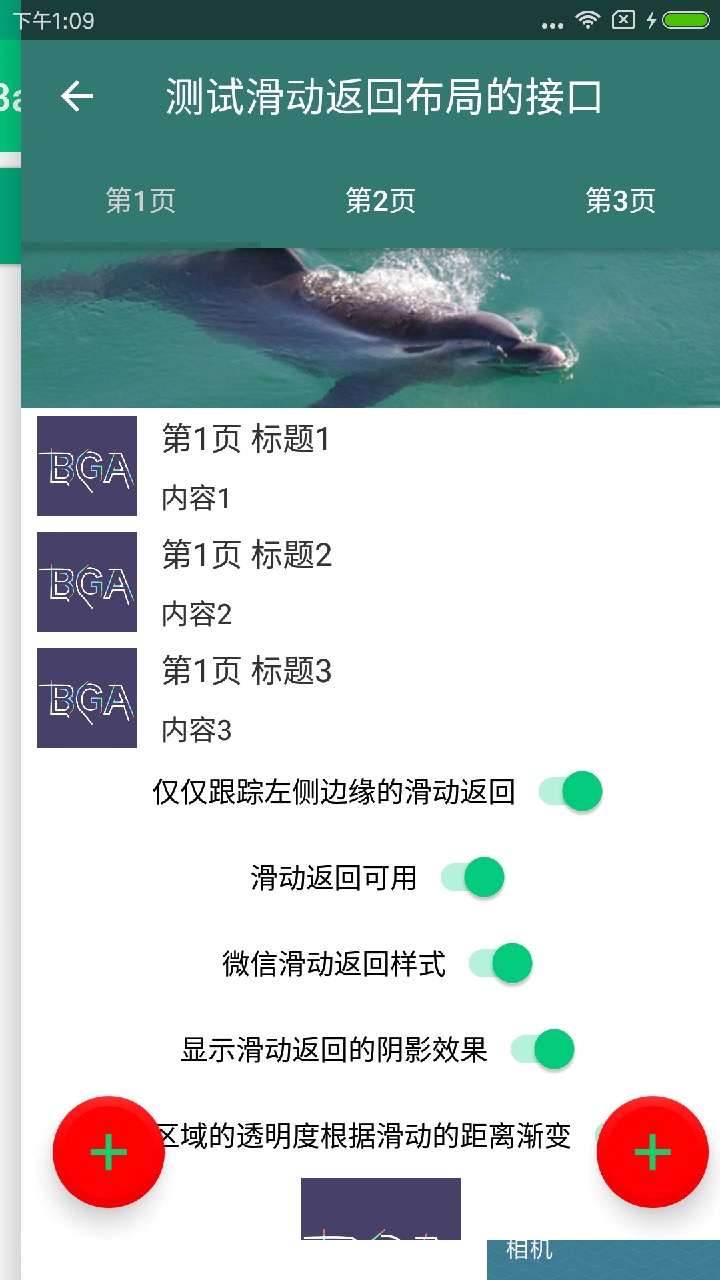 下午1:09
Ba
测试滑动返回布局的接口
第1页 第2页 第3页
第1页 标题1
内容1
BGA
第1页 标题2
内容2
BGA
第1页 标题3
内容3
BGA
仅仅跟踪左侧边缘的滑动返回
滑动返回可用
微信滑动返回样式
显示滑动返回的阴影效果
区域的透明度根据滑动的距离渐变
相机